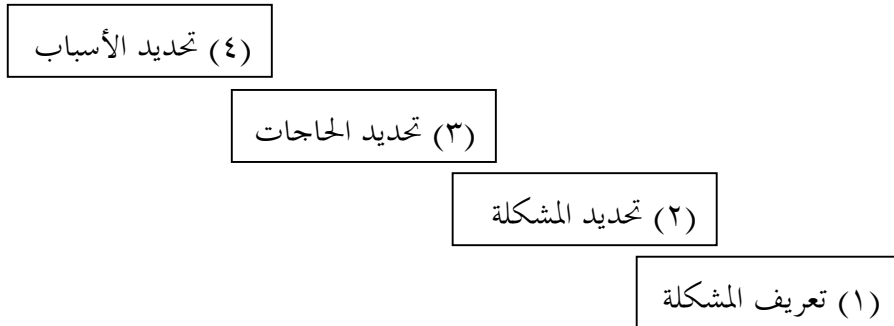 (٤) تحديد الأسباب
(٣) تحديد الحاجات
(٢) تحديد المشكلة
(١) تعريف المشكلة